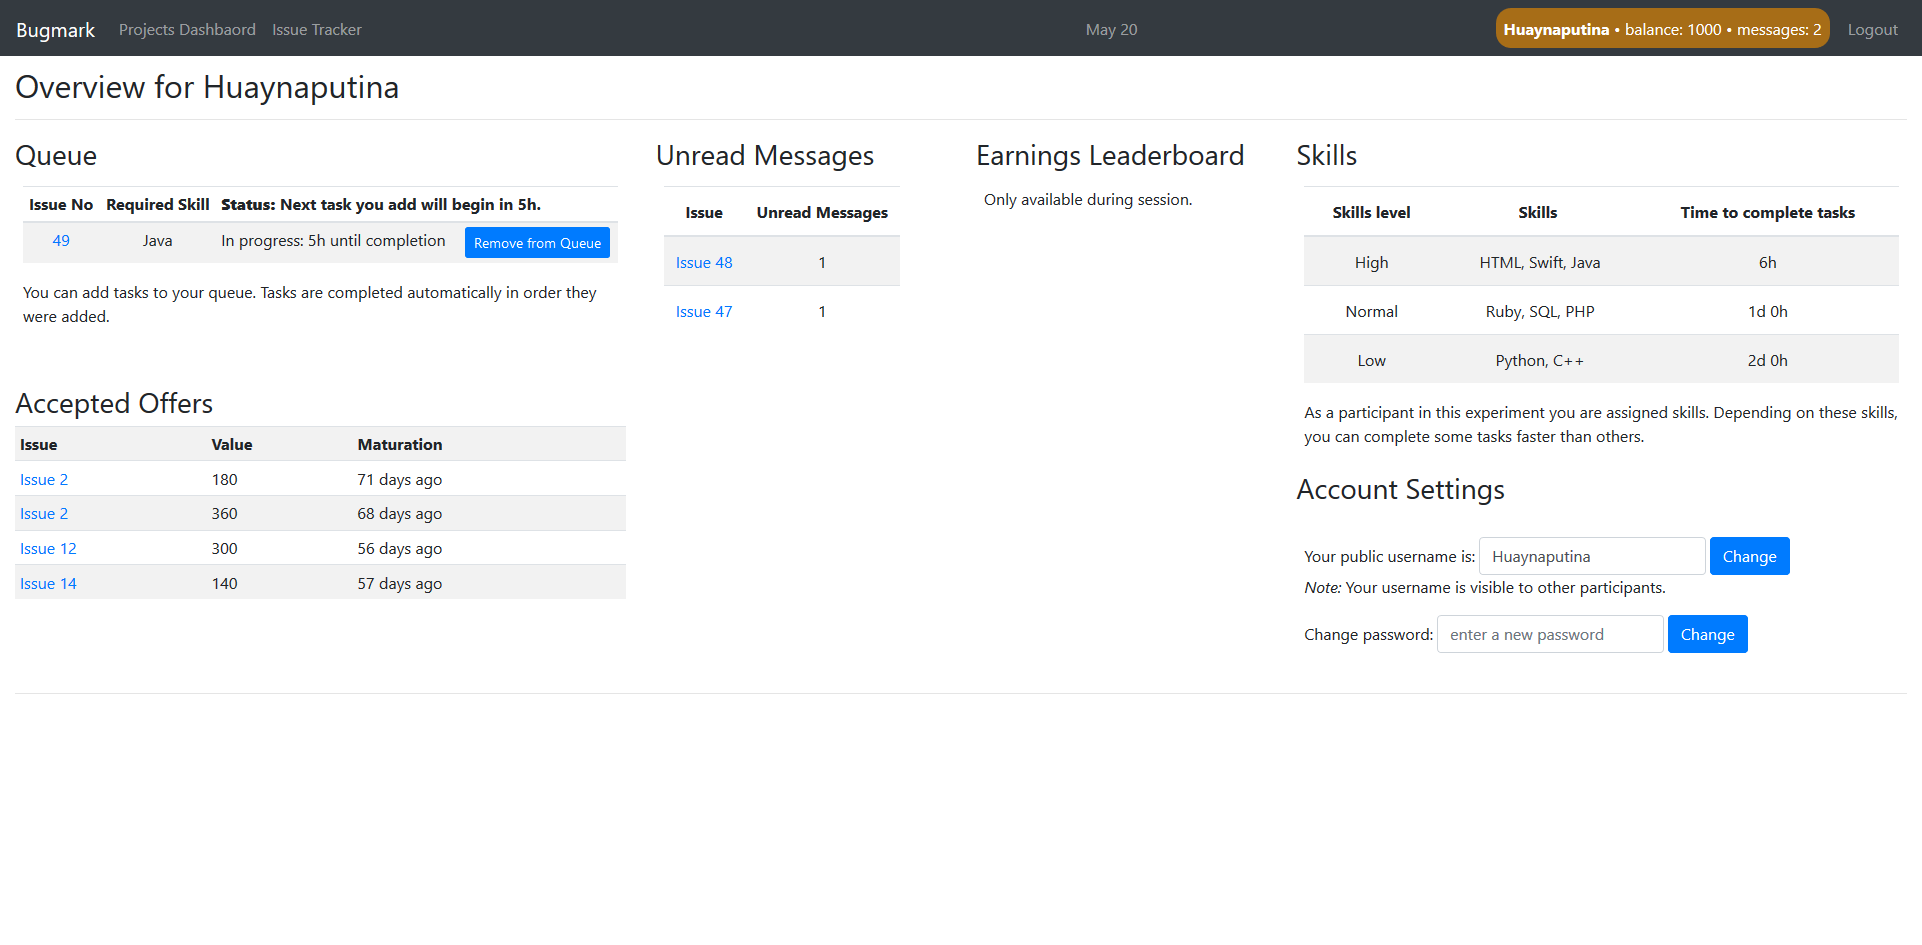 Bugmark Projects Dashbaord Issue Tracker May 20 Huaynaputina • balance: 1000 • messages: 2 Logout
Overview for Huaynaputina
Queue
Issue No Required Skill Status: Next task you add will begin in 5h.
49 Java In progress: 5h until completion Remove from Queue
You can add tasks to your queue. Tasks are completed automatically in order they
were added.
Accepted Offers
Issue Value Maturation
Issue 2 180 71 days ago
Issue 2 360 68 days ago
Issue 12 300 56 days ago
Issue 14 140 57 days ago
Unread Messages
Issue Unread Messages
Issue 48 1
Issue 47 1
Earnings Leaderboard
Only available during session.
Skills
Skills level Skills Time to complete tasks
High HTML, Swift, Java 6h
Normal Ruby, SQL, PHP 1d 0h
Low Python, C++ 2d 0h
As a participant in this experiment you are assigned skills. Depending on these skills,
you can complete some tasks faster than others.
Account Settings
Your public username is: Huaynaputina Change
Note: Your username is visible to other participants.
Change password: enter a new password Change